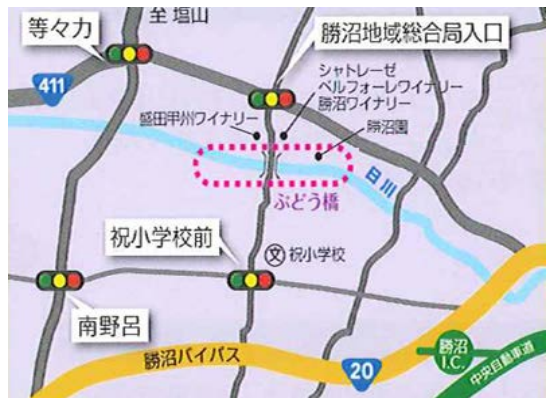 至 塩山
等々力
勝沼地域総合局入口
411
シャトレーゼ
ベルフォーレワイナリー
勝沼ワイナリー
盛田甲州ワイナリー
勝沼園
日川
ぶどう橋
祝小学校前
文 祝小学校
南野呂
勝沼バイパス
20
勝沼
I.C.
中央自動車道